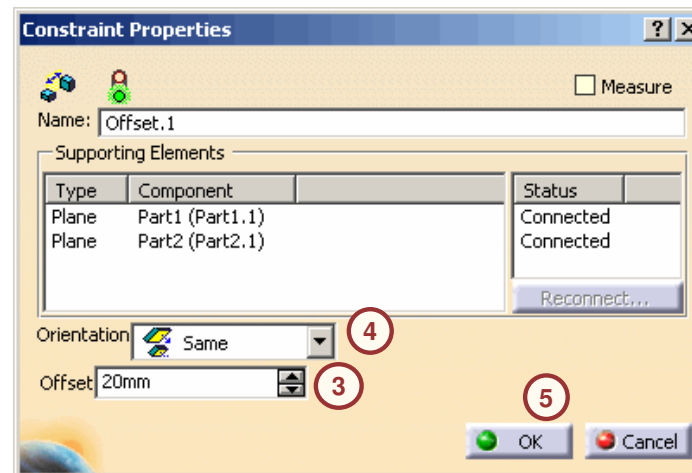 Constraint Properties ? X
Measure
Name: Offset.1
Supporting Elements
Type Component Status
Plane Part1 (Part1.1) Connected
Plane Part2 (Part2.1) Connected
Reconnect...
Orientation Same 4
Offset 20mm 3
5
OK Cancel